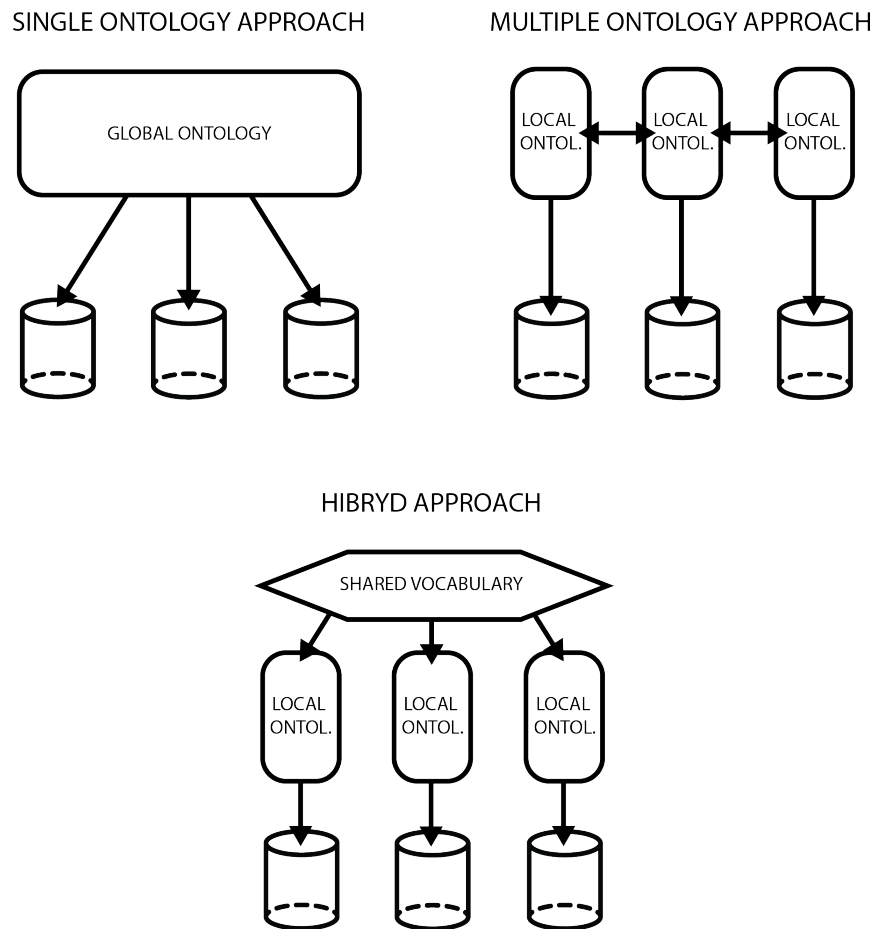 SINGLE ONTOLOGY APPROACH
MULTIPLE ONTOLOGY APPROACH
GLOBAL ONTOLOGY
LOCAL
ONTOL.
LOCAL
ONTOL.
LOCAL
ONTOL.
HIBRYD APPROACH
SHARED VOCABULARY
LOCAL
ONTOL.
LOCAL
ONTOL.
LOCAL
ONTOL.